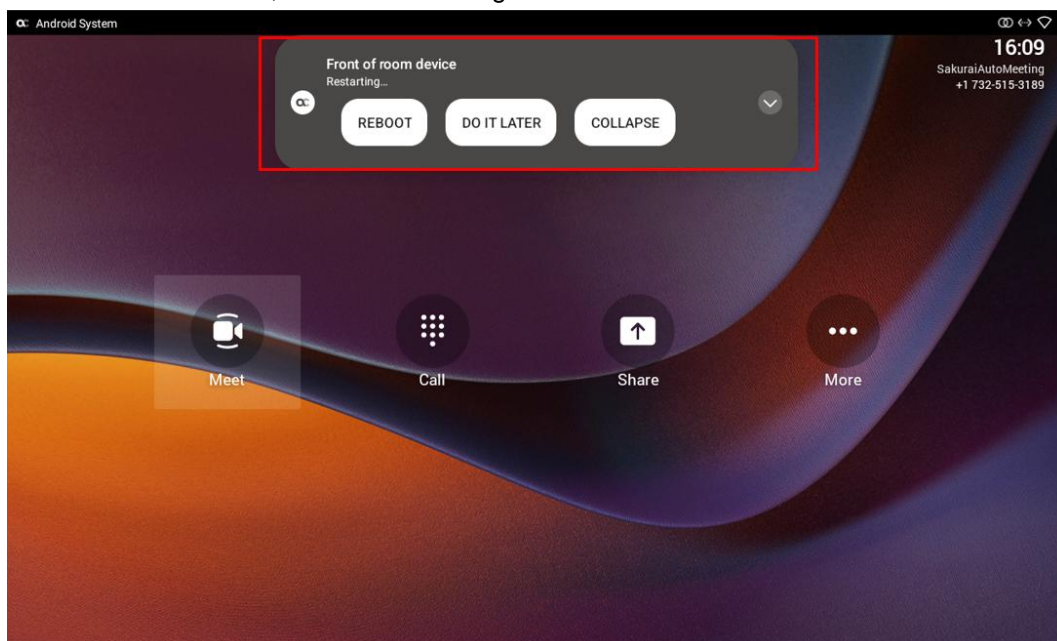 Android System
16:09
SakuraiAutoMeeting
+1 732-515-3189
Front of room device
Restarting...
REBOOT
DO IT LATER
COLLAPSE
Meet
Call
Share
More